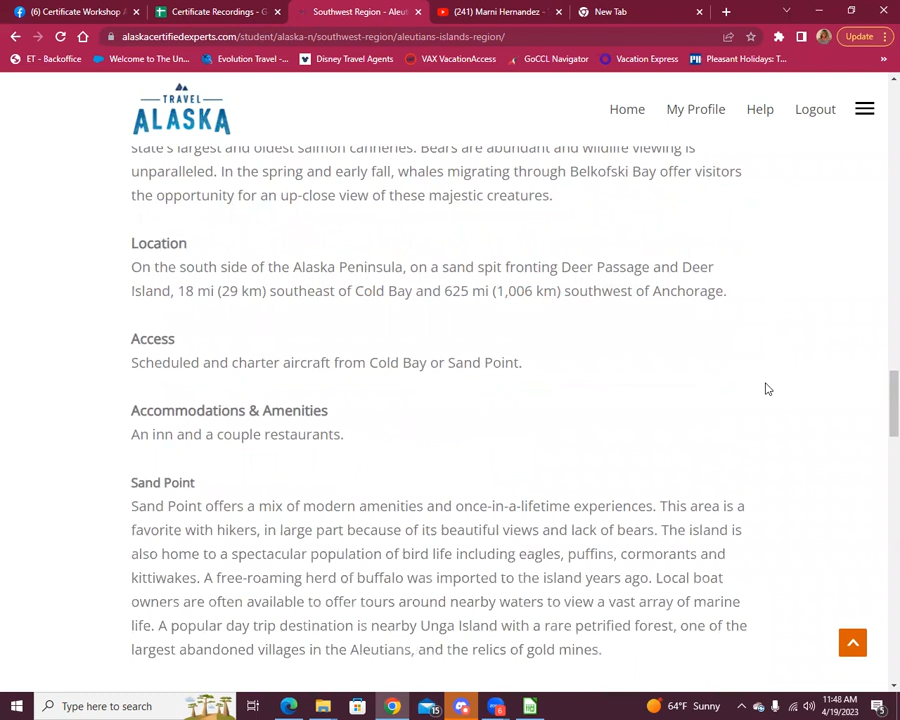 (6) Certificate Workshop A
Certificate Recordings - G
Southwest Region - Aleut
(241) Marni Hernandez -
New Tab
alaskacertifiedexperts.com/student/alaska-n/southwest-region/aleutians-islands-region/
Update
ET - Backoffice
Welcome to The Un...
Evolution Travel -...
Disney Travel Agents
VAX VacationAccess
GoCCL Navigator
Vacation Express
Pleasant Holidays: T...
TRAVEL
ALASKA
Home
My Profile
Help
Logout
state's largest and oldest salmon canneries. Bears are abundant and wildlife viewing is
unparalleled. In the spring and early fall, whales migrating through Belkofski Bay offer visitors
the opportunity for an up-close view of these majestic creatures.
Location
On the south side of the Alaska Peninsula, on a sand spit fronting Deer Passage and Deer
Island, 18 mi (29 km) southeast of Cold Bay and 625 mi (1,006 km) southwest of Anchorage.
Access
Scheduled and charter aircraft from Cold Bay or Sand Point.
Accommodations & Amenities
An inn and a couple restaurants.
Sand Point
Sand Point offers a mix of modern amenities and once-in-a-lifetime experiences. This area is a
favorite with hikers, in large part because of its beautiful views and lack of bears. The island is
also home to a spectacular population of bird life including eagles, puffins, cormorants and
kittiwakes. A free-roaming herd of buffalo was imported to the island years ago. Local boat
owners are often available to offer tours around nearby waters to view a vast array of marine
life. A popular day trip destination is nearby Unga Island with a rare petrified forest, one of the
largest abandoned villages in the Aleutians, and the relics of gold mines.
Type here to search
15
6
64°F Sunny
11:48 AM
4/19/2023